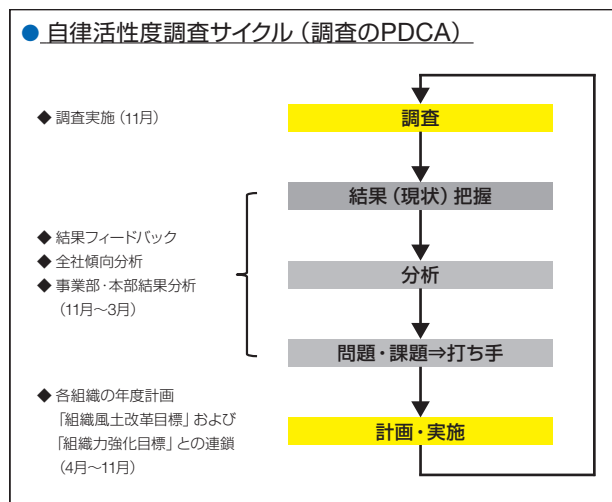 ● 自律活性度調査サイクル（調査のPDCA）
◆ 調査実施（11月）
調査
結果（現状）把握
◆ 結果フィードバック
◆ 全社傾向分析
◆ 事業部・本部結果分析
（11月～3月）
分析
問題・課題⇒打ち手
◆ 各組織の年度計画
「組織風土改革目標」および
「組織力強化目標」との連鎖
（4月～11月）
計画・実施